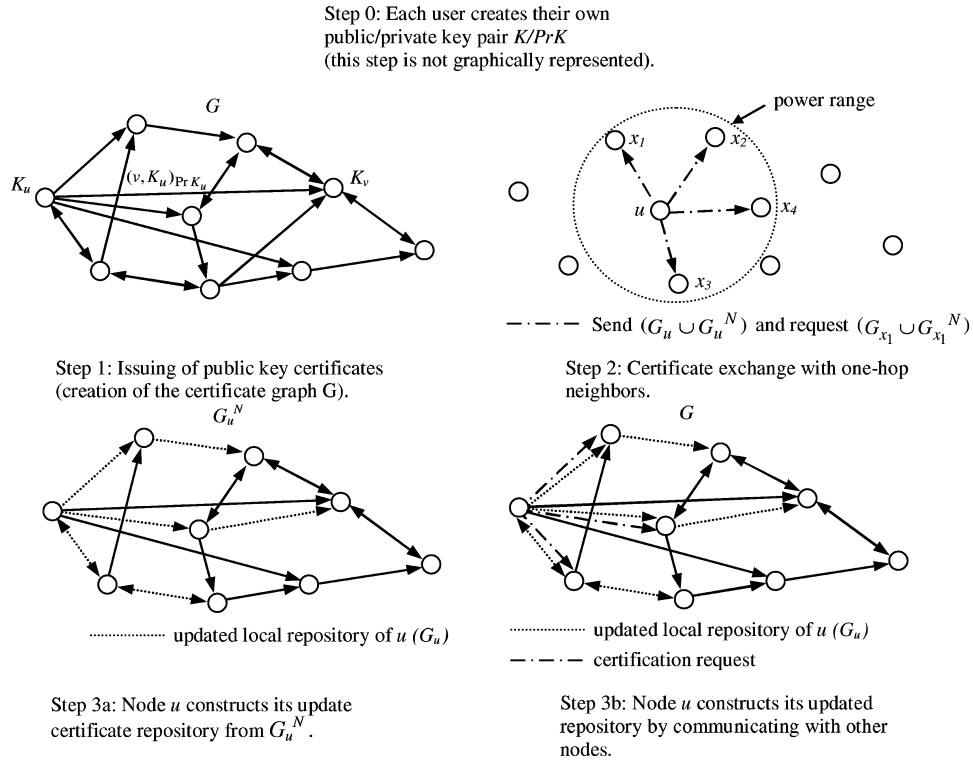 Step 0: Each user creates their own
public/private key pair K/PrK
(this step is not graphically represented).
G
K_u
(v, K_u)_{Pr K_u}
K_v
power range
x_1
x_2
u
x_4
x_3
Send (G_u ∪ G_u^N) and request (G_{x_1} ∪ G_{x_1}^N)
Step 1: Issuing of public key certificates
(creation of the certificate graph G).
Step 2: Certificate exchange with one-hop
neighbors.
G_u^N
G
updated local repository of u (G_u)
updated local repository of u (G_u)
certification request
Step 3a: Node u constructs its update
certificate repository from G_u^N.
Step 3b: Node u constructs its updated
repository by communicating with other
nodes.